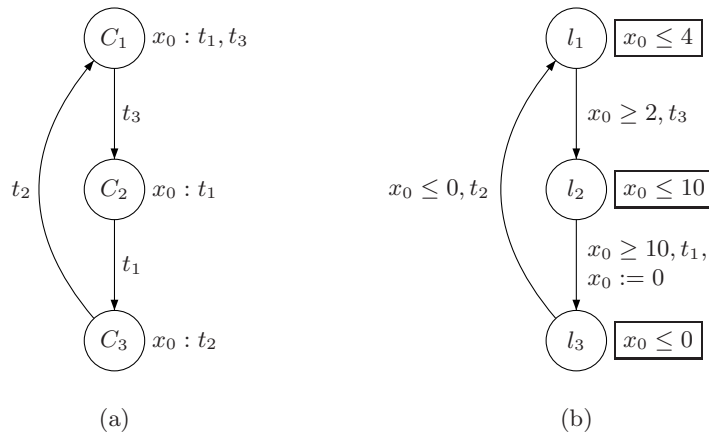 C₁ x₀ : t₁, t₃
t₃
t₂
C₂ x₀ : t₁
t₁
C₃ x₀ : t₂
(a)
l₁ x₀ ≤ 4
x₀ ≥ 2, t₃
x₀ ≤ 0, t₂
l₂ x₀ ≤ 10
x₀ ≥ 10, t₁,
x₀ := 0
l₃ x₀ ≤ 0
(b)